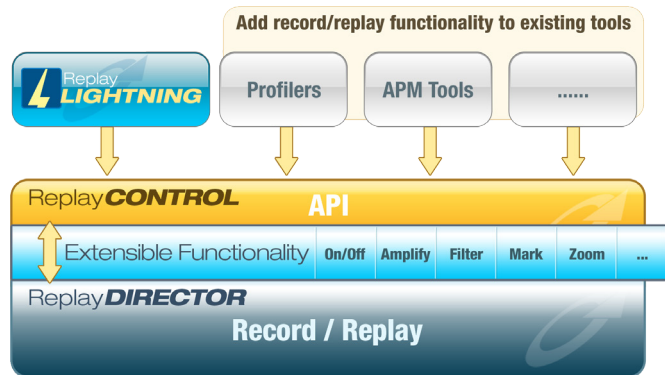 Add record/replay functionality to existing tools
Replay
LIGHTNING
Profilers
APM Tools
......
ReplayCONTROL
API
Extensible Functionality
On/Off
Amplify
Filter
Mark
Zoom
...
ReplayDIRECTOR
Record / Replay